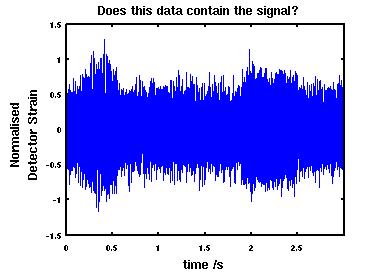 Does this data contain the signal?
1.5
1
0.5
0
-0.5
-1
-1.5
Normalised
Detector Strain
0 0.5 1 1.5 2 2.5
time /s